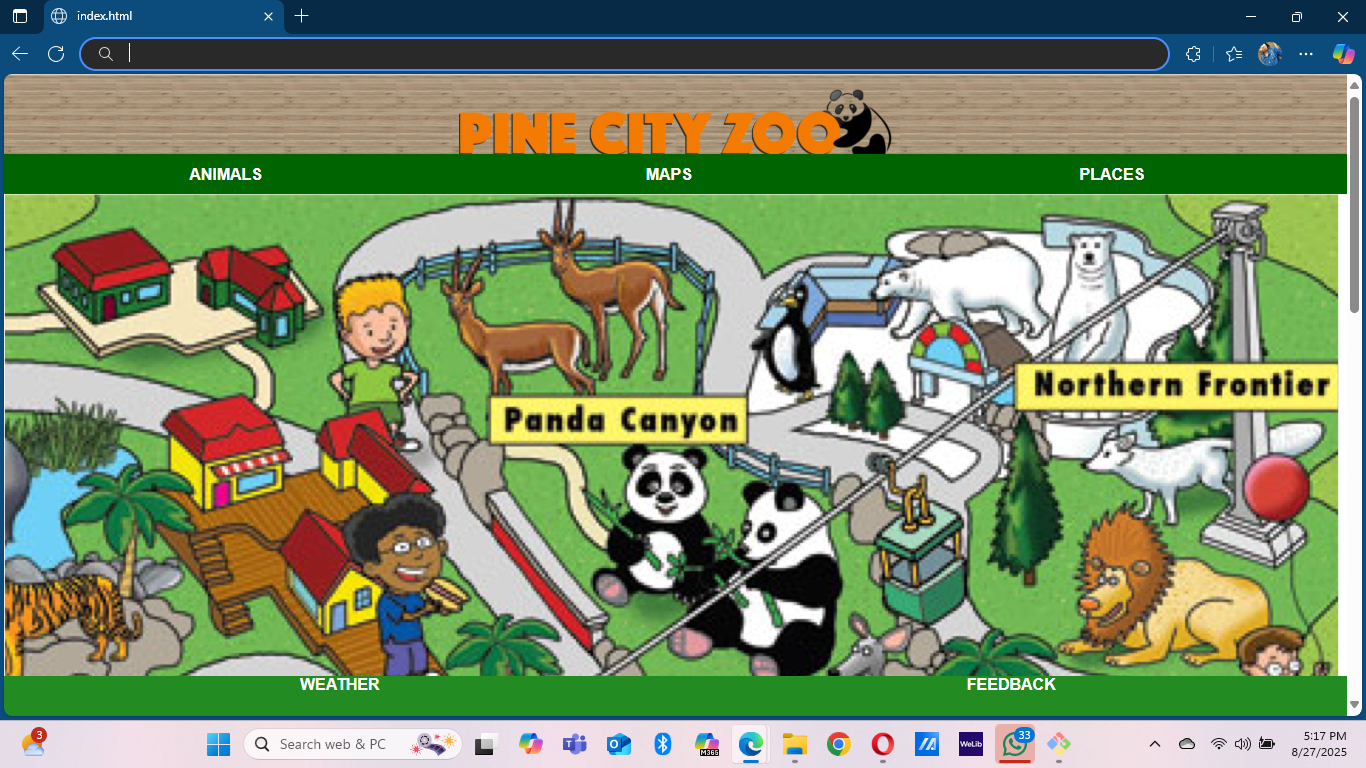 index.html
PINE CITY ZOO
ANIMALS MAPS PLACES
Northern Frontier
Panda Canyon
WEATHER FEEDBACK
3
Search web & PC
M365
WeLib
33
5:17 PM
8/27/2025